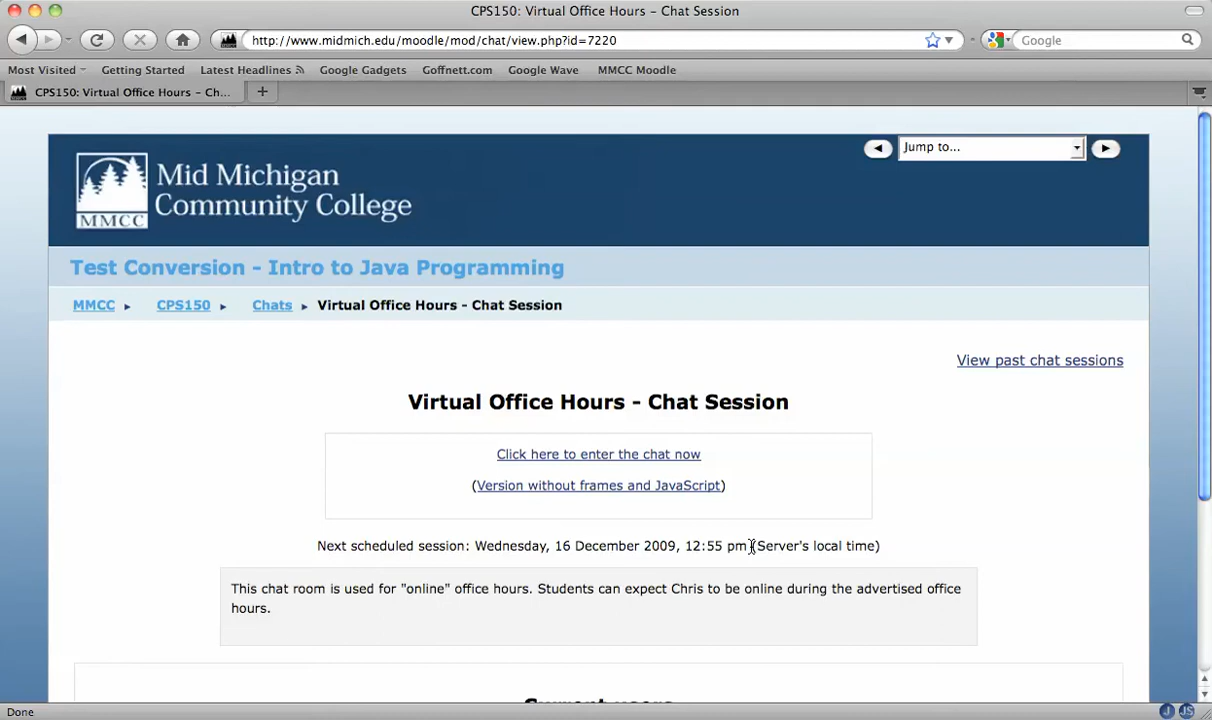 CPS150: Virtual Office Hours – Chat Session
http://www.midmich.edu/moodle/mod/chat/view.php?id=7220
Google
Most Visited Getting Started Latest Headlines Google Gadgets Goffnett.com Google Wave MMCC Moodle
CPS150: Virtual Office Hours – Ch...
Jump to...
Mid Michigan
Community College
MMCC
Test Conversion - Intro to Java Programming
MMCC ► CPS150 ► Chats ► Virtual Office Hours - Chat Session
View past chat sessions
Virtual Office Hours - Chat Session
Click here to enter the chat now
(Version without frames and JavaScript)
Next scheduled session: Wednesday, 16 December 2009, 12:55 pm (Server's local time)
This chat room is used for "online" office hours. Students can expect Chris to be online during the advertised office
hours.
Current users
Done